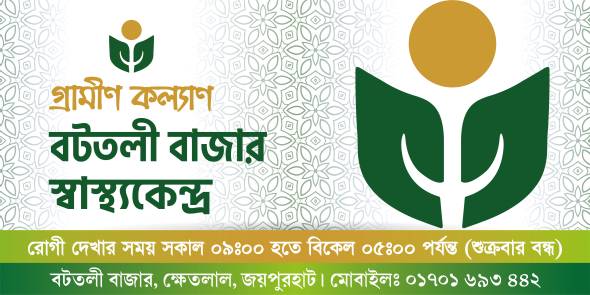 গ্রামীণ কল্যাণ
বটতলী বাজার
স্বাস্থ্যকেন্দ্র
রোগী দেখার সময় সকাল ০৯ঃ০০ হতে বিকেল ০৫ঃ০০ পর্যন্ত (শুক্রবার বন্ধ)
বটতলী বাজার, ক্ষেতলাল, জয়পুরহাট। মোবাইলঃ ০১৭০১ ৬৯৩ ৪৪২